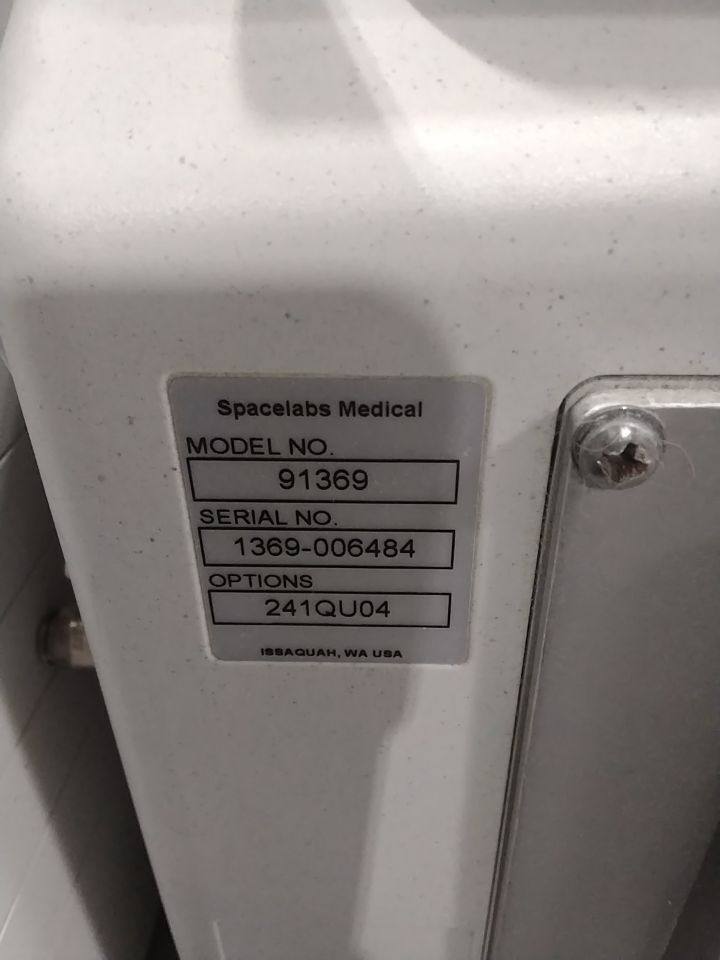 Spacelabs Medical
MODEL NO.
91369
SERIAL NO.
1369-006484
OPTIONS
241QU04
ISSAQUAH, WA USA